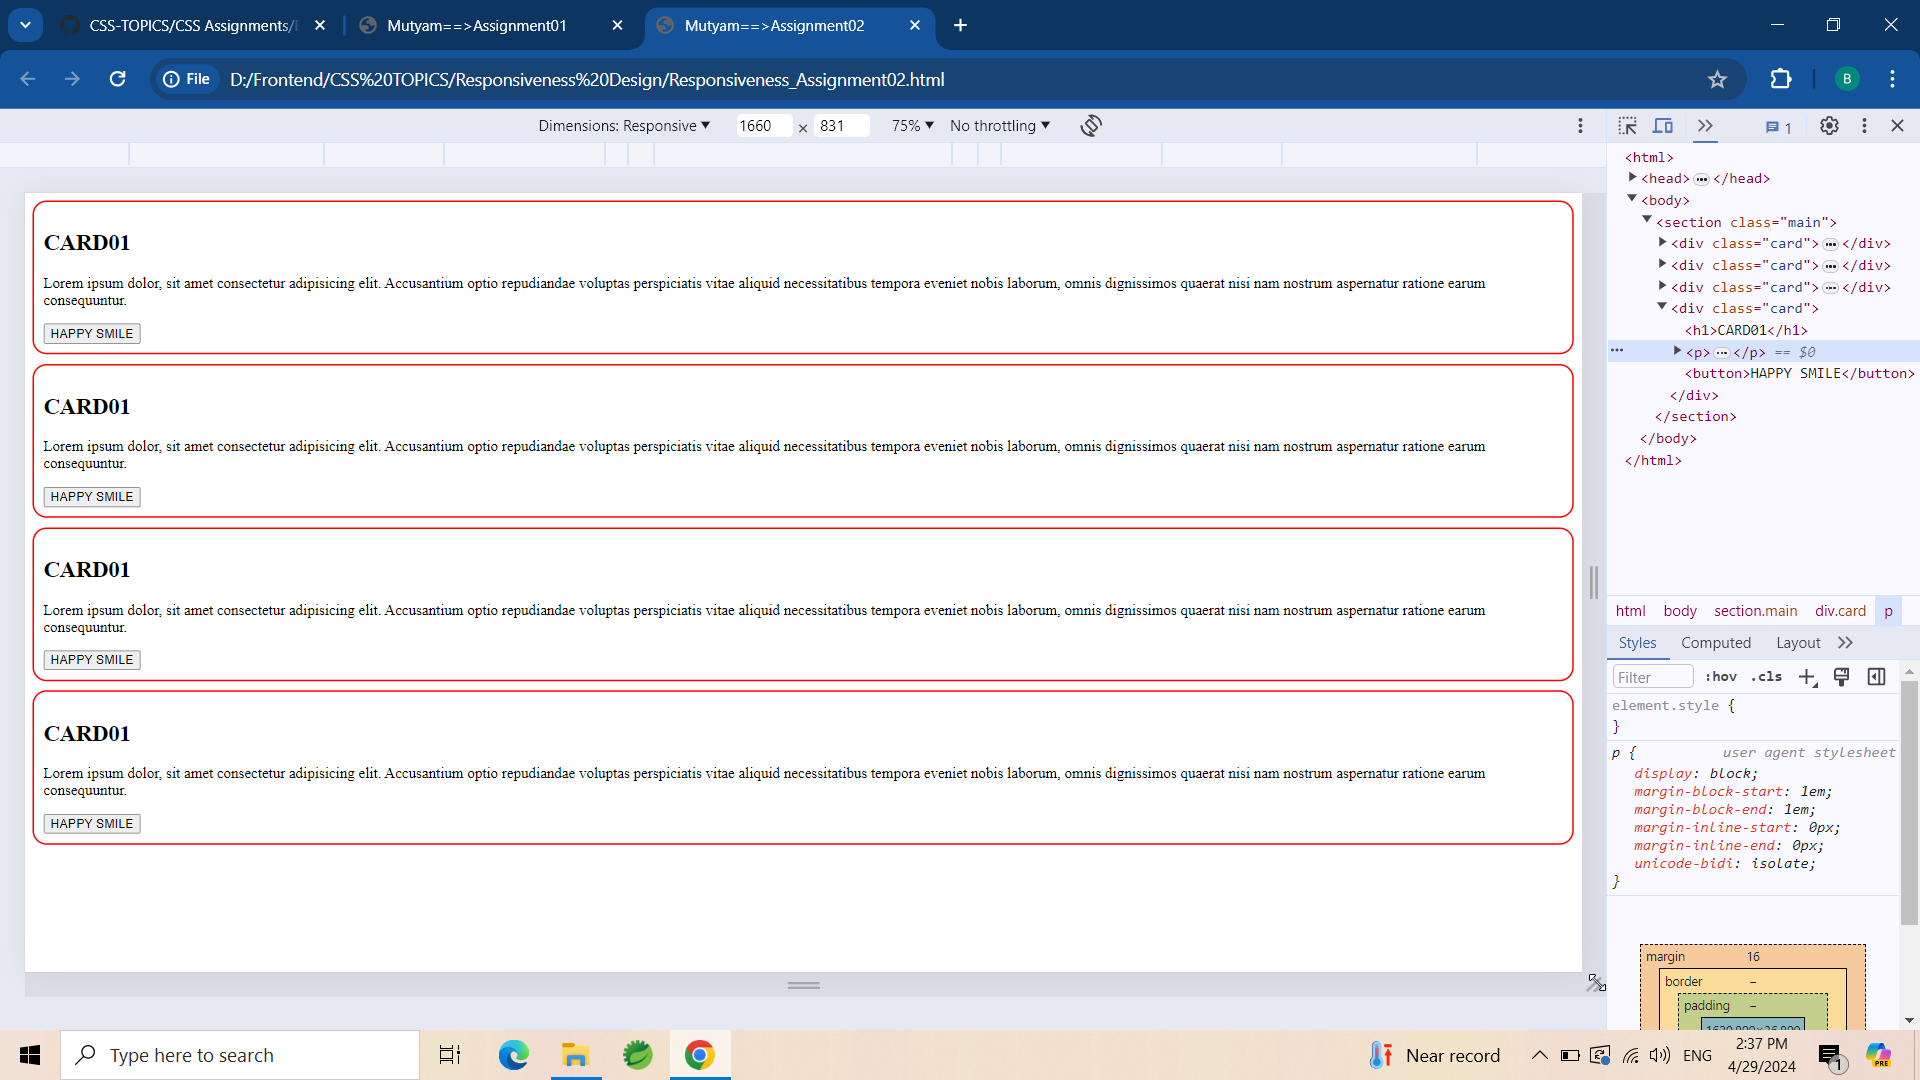 CSS-TOPICS/CSS Assignments/
Mutyam==>Assignment01
Mutyam==>Assignment02
File
D:/Frontend/CSS%20TOPICS/Responsiveness%20Design/Responsiveness_Assignment02.html
B
Dimensions: Responsive
1660 × 831
75%
No throttling
1
CARD01
Lorem ipsum dolor, sit amet consectetur adipisicing elit. Accusantium optio repudiandae voluptas perspiciatis vitae aliquid necessitatibus tempora eveniet nobis laborum, omnis dignissimos quaerat nisi nam nostrum aspernatur ratione earum
consequuntur.
HAPPY SMILE
CARD01
Lorem ipsum dolor, sit amet consectetur adipisicing elit. Accusantium optio repudiandae voluptas perspiciatis vitae aliquid necessitatibus tempora eveniet nobis laborum, omnis dignissimos quaerat nisi nam nostrum aspernatur ratione earum
consequuntur.
HAPPY SMILE
CARD01
Lorem ipsum dolor, sit amet consectetur adipisicing elit. Accusantium optio repudiandae voluptas perspiciatis vitae aliquid necessitatibus tempora eveniet nobis laborum, omnis dignissimos quaerat nisi nam nostrum aspernatur ratione earum
consequuntur.
HAPPY SMILE
CARD01
Lorem ipsum dolor, sit amet consectetur adipisicing elit. Accusantium optio repudiandae voluptas perspiciatis vitae aliquid necessitatibus tempora eveniet nobis laborum, omnis dignissimos quaerat nisi nam nostrum aspernatur ratione earum
consequuntur.
HAPPY SMILE
<html>
<head>…</head>
<body>
<section class="main">
<div class="card">…</div>
<div class="card">…</div>
<div class="card">…</div>
<div class="card">
<h1>CARD01</h1>
<p>…</p> == $0
<button>HAPPY SMILE</button>
</div>
</section>
</body>
</html>
html body section.main div.card p
Styles Computed Layout
Filter :hov .cls
element.style {
}
p { user agent stylesheet
display: block;
margin-block-start: 1em;
margin-block-end: 1em;
margin-inline-start: 0px;
margin-inline-end: 0px;
unicode-bidi: isolate;
}
margin 16
border –
padding –
Type here to search
Near record
ENG
2:37 PM
4/29/2024
1
PRE